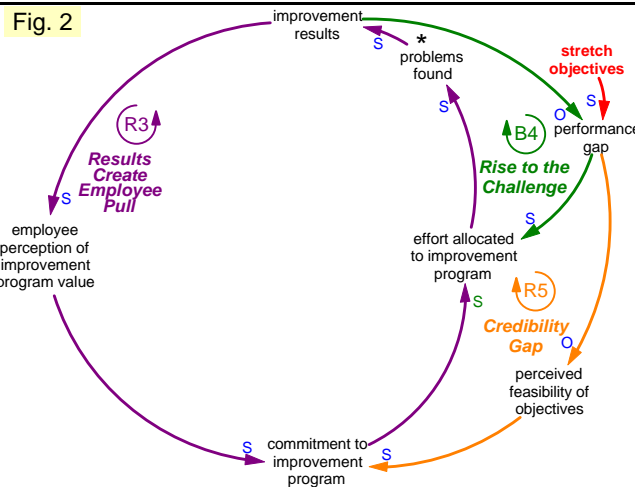 Fig. 2
improvement
results
S
*
problems
found
S
stretch
objectives
S
O
performance
gap
R3
Results
Create
Employee
Pull
B4
Rise to the
Challenge
S
S
employee
perception of
improvement
program value
effort allocated
to improvement
program
S
R5
Credibility
Gap
O
perceived
feasibility of
objectives
S
commitment to
improvement
program
S